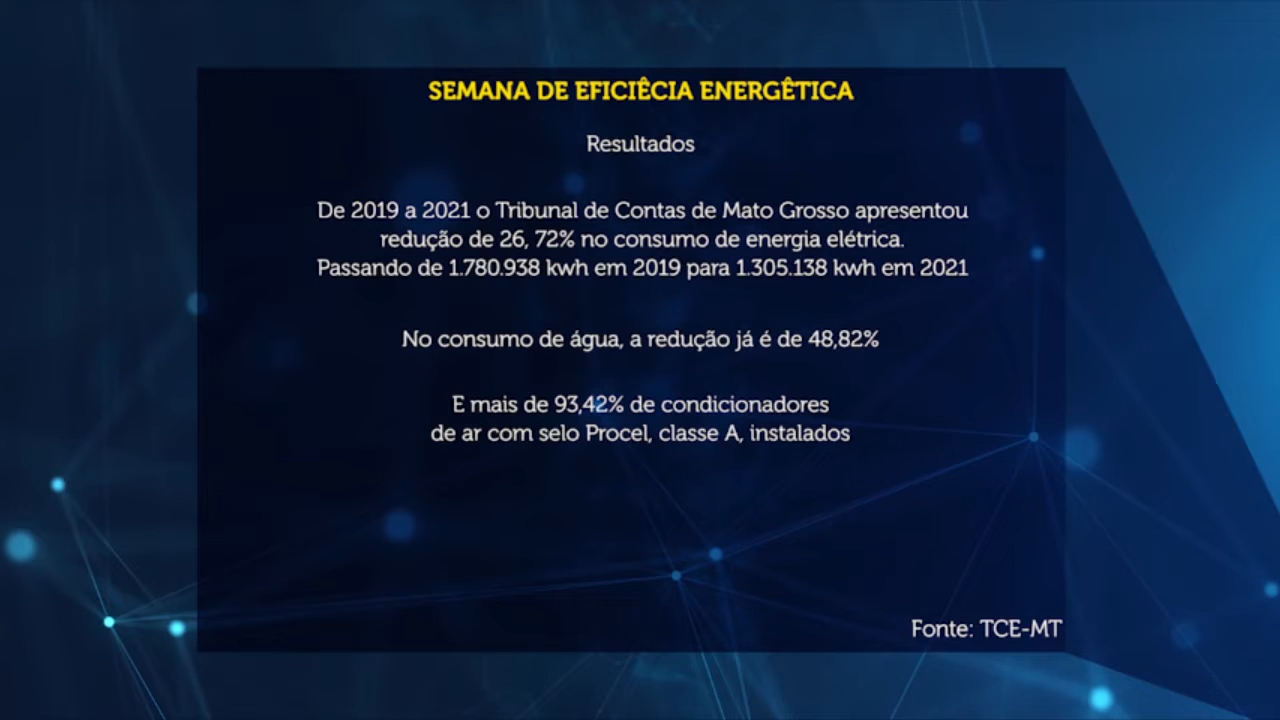 SEMANA DE EFICIÊCIA ENERGÊTICA
Resultados
De 2019 a 2021 o Tribunal de Contas de Mato Grosso apresentou
redução de 26, 72% no consumo de energia elétrica.
Passando de 1.780.938 kwh em 2019 para 1.305.138 kwh em 2021
No consumo de água, a redução já é de 48,82%
E mais de 93,42% de condicionadores
de ar com selo Procel, classe A, instalados
Fonte: TCE-MT